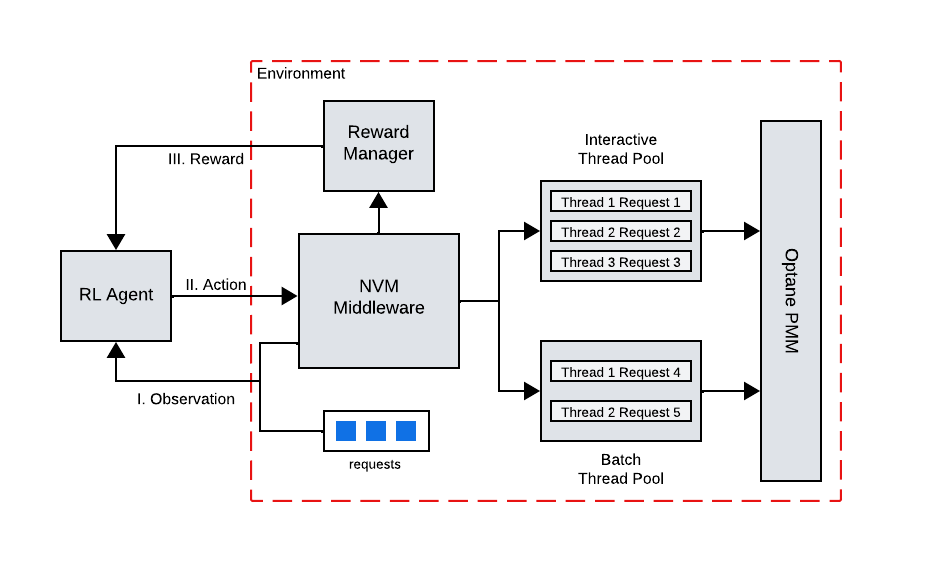 Environment
Reward
Manager
III. Reward
RL Agent
II. Action
NVM
Middleware
I. Observation
requests
Interactive
Thread Pool
Thread 1 Request 1
Thread 2 Request 2
Thread 3 Request 3
Thread 1 Request 4
Thread 2 Request 5
Batch
Thread Pool
Optane PMM